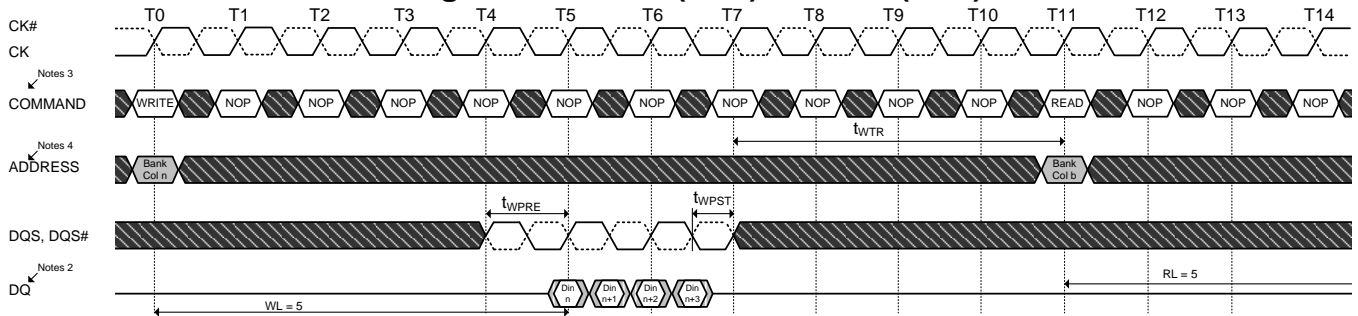 T0 T1 T2 T3 T4 T5 T6 T7 T8 T9 T10 T11 T12 T13 T14
CK#
CK
Notes 3
COMMAND WRITE NOP NOP NOP NOP NOP NOP NOP NOP NOP NOP READ NOP NOP NOP
tWTR
Notes 4
ADDRESS
Bank
Col n
Bank
Col b
tWPRE tWPST
DQS, DQS#
Notes 2
DQ
Din
n
Din
n+1
Din
n+2
Din
n+3
RL = 5
WL = 5